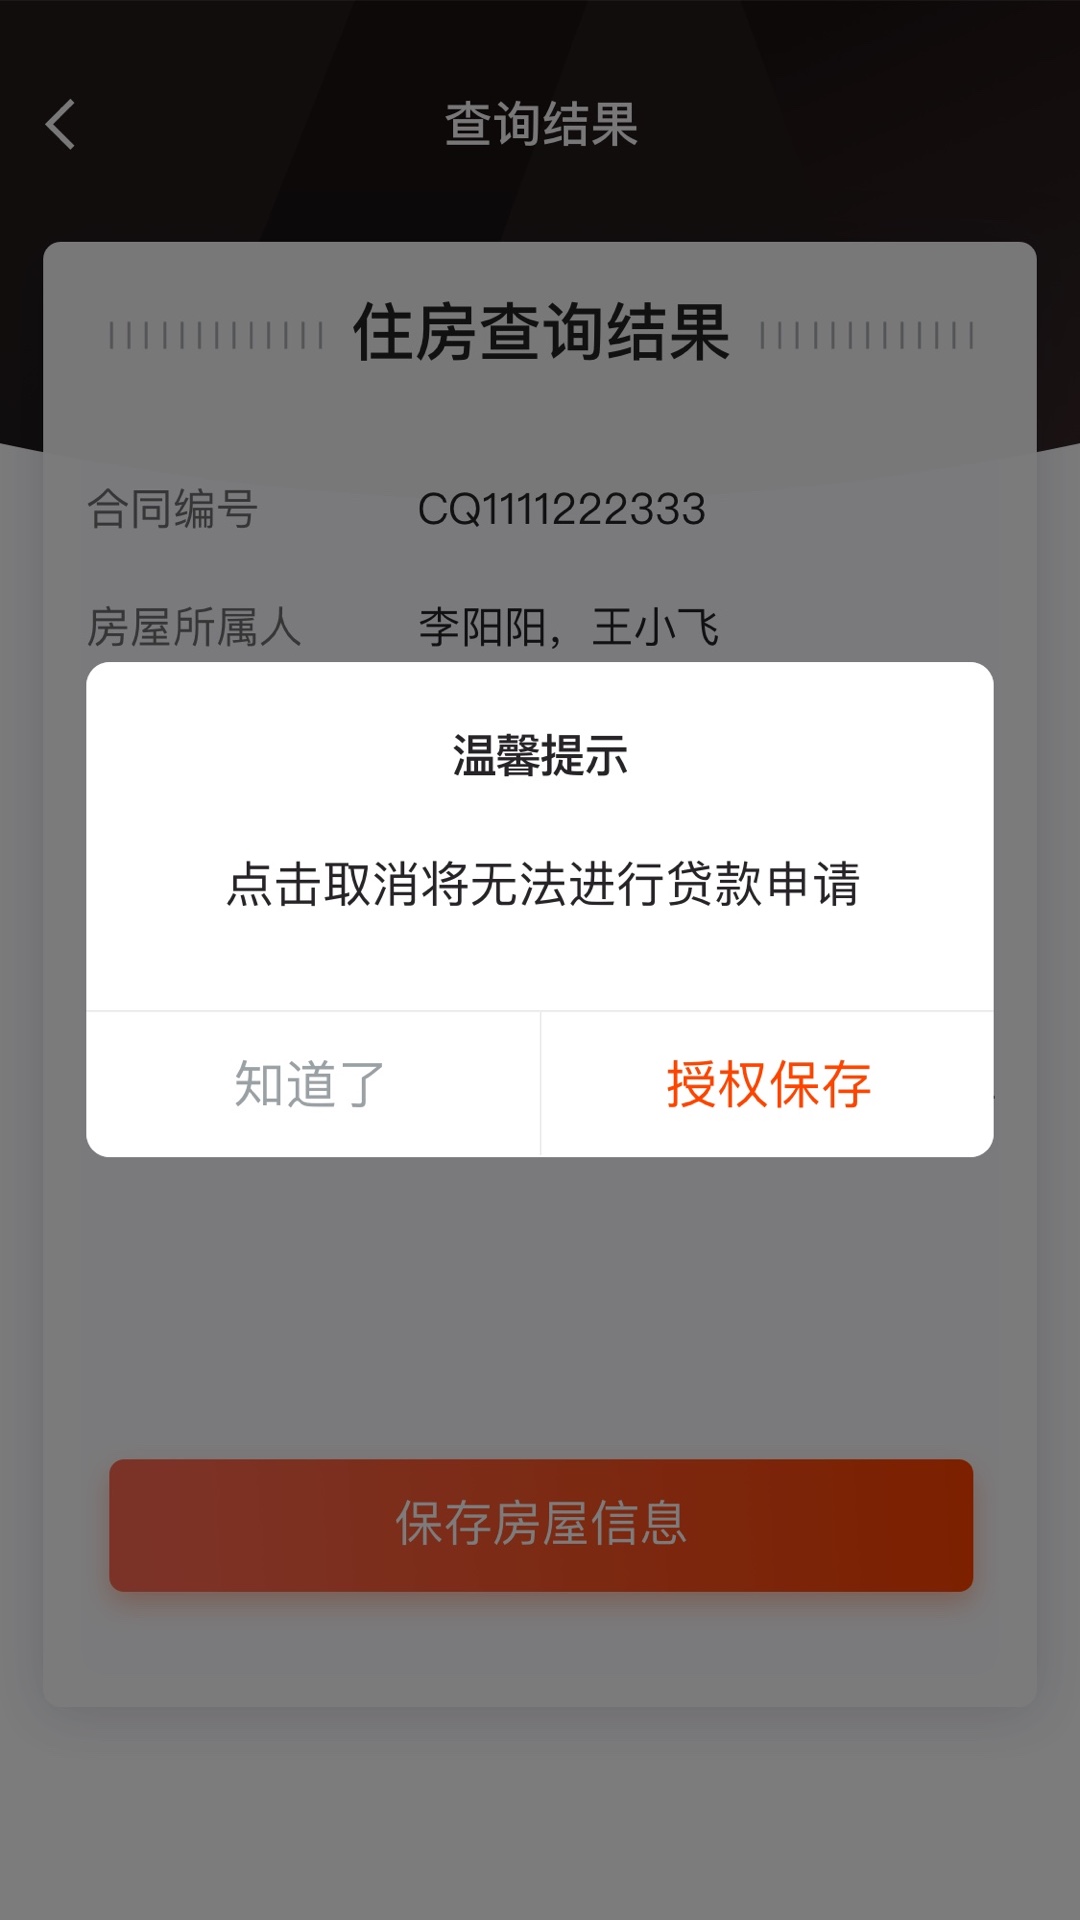 查询结果
住房查询结果
合同编号 CQ1111222333
房屋所属人 李阳阳，王小飞
温馨提示
点击取消将无法进行贷款申请
知道了 授权保存
保存房屋信息